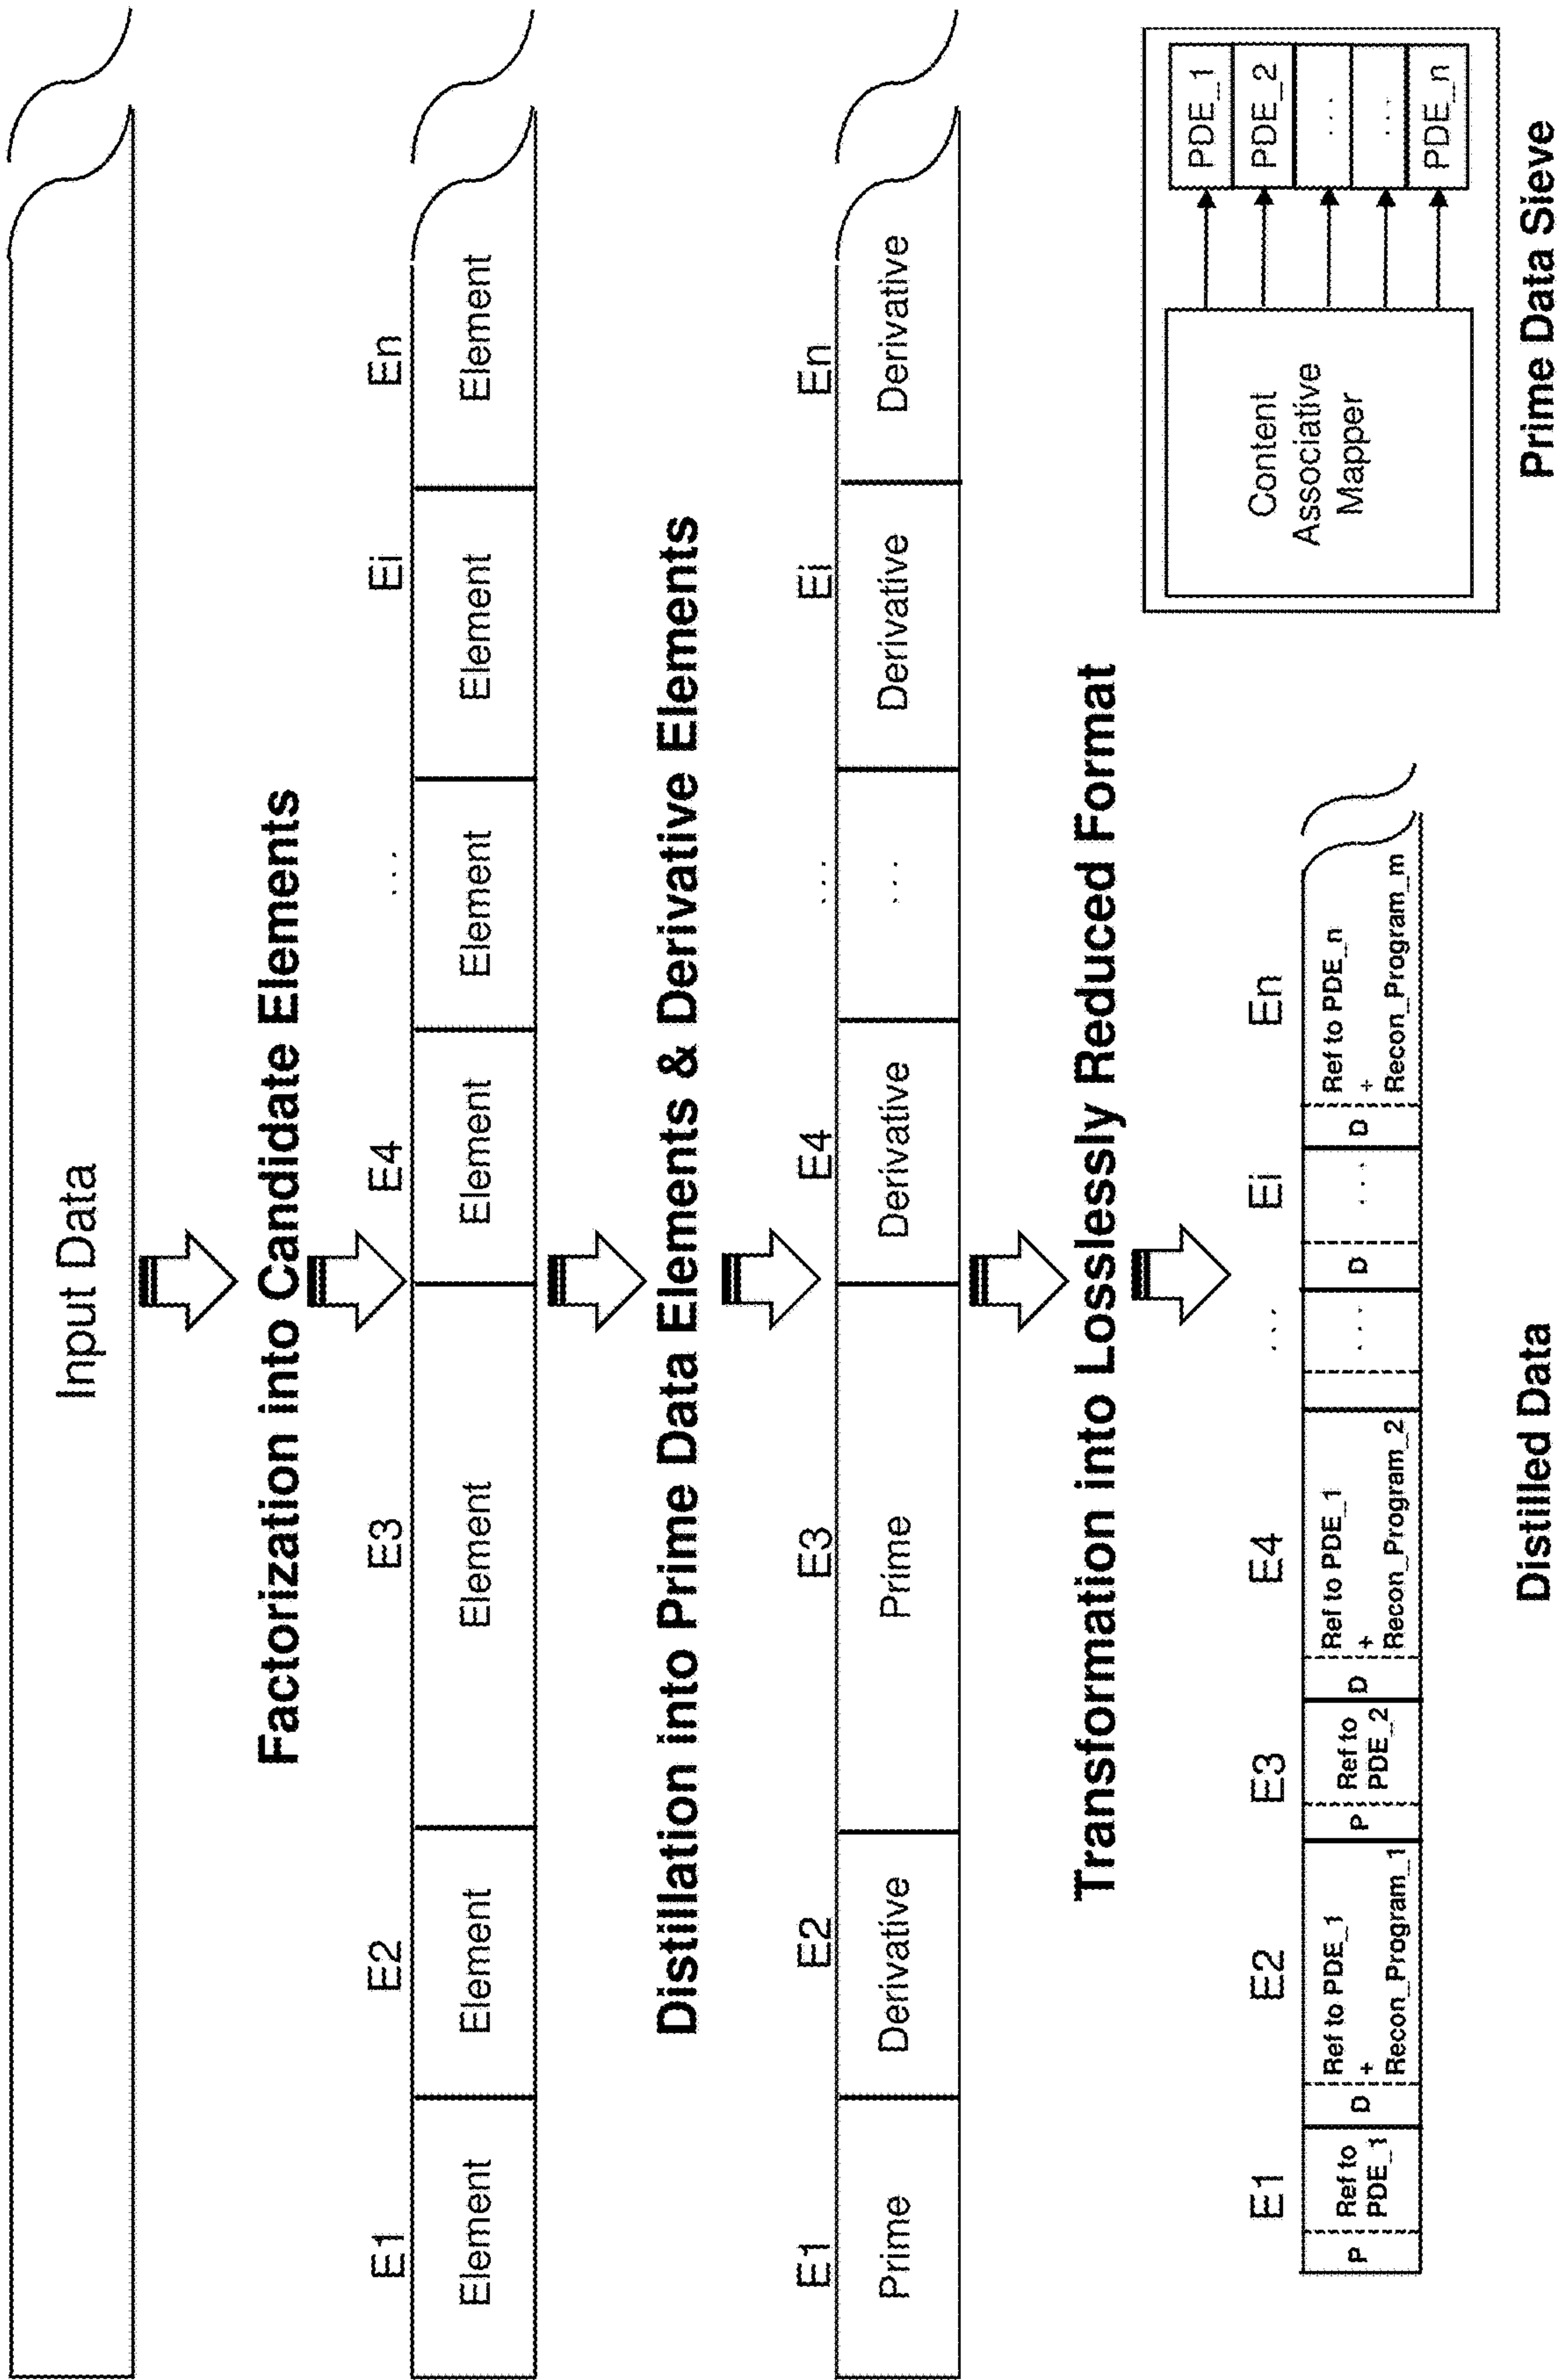 Input Data
Factorization into Candidate Elements
E1 E2 E3 E4 ... Ei En
Element Element Element Element Element Element Element
Distillation into Prime Data Elements & Derivative Elements
E1 E2 E3 E4 ... Ei En
Prime Derivative Prime Derivative ... Derivative Derivative
Transformation into Losslessly Reduced Format
E1 E2 E3 E4 ... Ei En
P
Ref to
PDE_1
D
Ref to PDE_1
+
Recon_Program_1
P
Ref to
PDE_2
D
Ref to PDE_1
+
Recon_Program_2
...
D
...
D
Ref to PDE_n
+
Recon_Program_m
Distilled Data
Content
Associative
Mapper
PDE_1
PDE_2
...
...
PDE_n
Prime Data Sieve